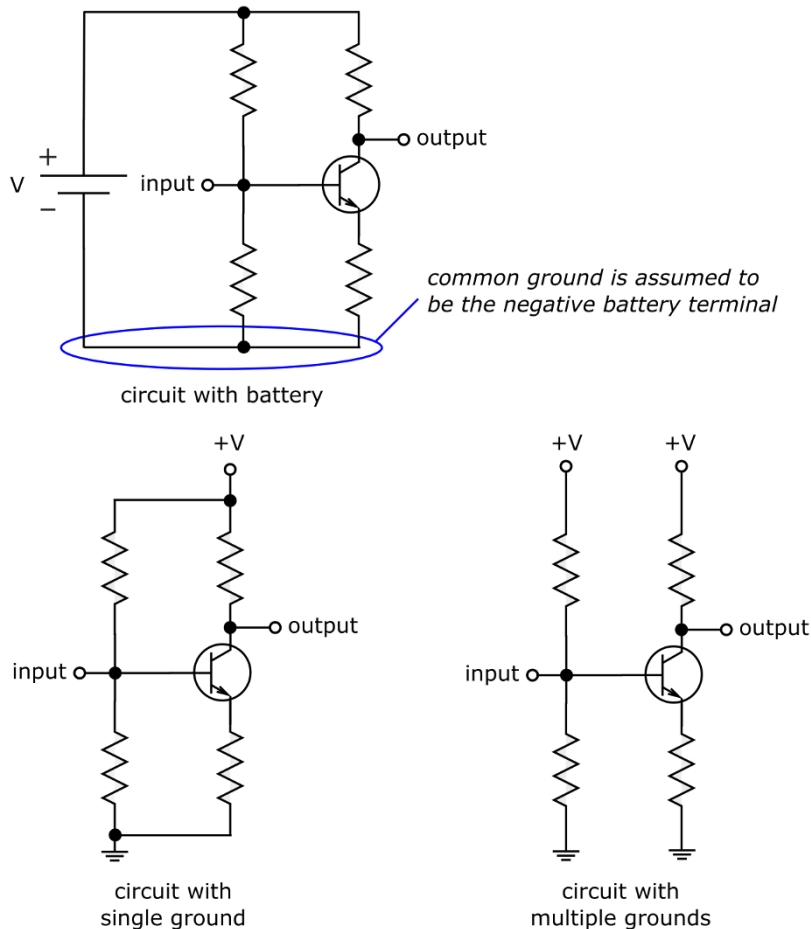 output
+
V
input
−
common ground is assumed to
be the negative battery terminal
circuit with battery
+V
output
input
circuit with
single ground
+V
+V
output
input
circuit with
multiple grounds